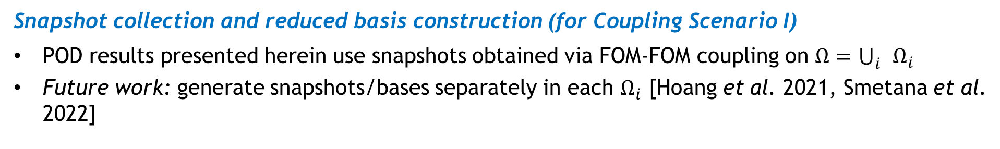 Snapshot collection and reduced basis construction (for Coupling Scenario I)
• POD results presented herein use snapshots obtained via FOM-FOM coupling on Ω = ⋃ᵢ Ωᵢ
• Future work: generate snapshots/bases separately in each Ωᵢ [Hoang et al. 2021, Smetana et al.
2022]